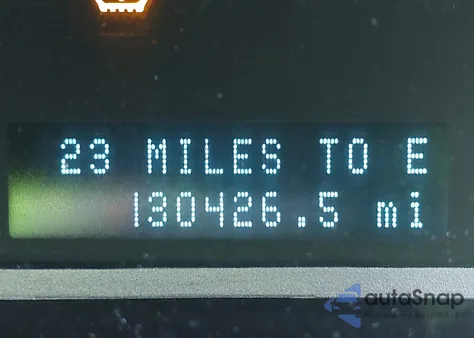 23 MILES TO E
130426.5 mi
autoSnap